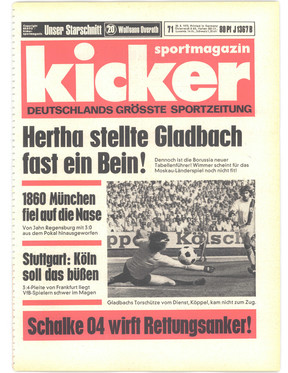 Unser Starschnitt 20 Wolfgang Overath
71
sportmagazin
kicker
DEUTSCHLANDS GRÖSSTE SPORTZEITUNG
Hertha stellte Gladbach
fast ein Bein!
Dennoch ist die Borussia neuer
Tabellenführer! Wimmer scheint für das
Moskau-Länderspiel noch nicht fit!
1860 München
fiel auf die Nase
Von Jahn Regensburg mit 5:0
aus dem Pokal hinausgeworfen
Stuttgart: Köln
soll das büßen
3:4-Pleite von Frankfurt liegt
VfB-Spielern schwer im Magen
Kölsch
Gladbachs Torschütze vom Dienst, Köppel, kam nicht zum Zug.
Schalke 04 wirft Rettungsanker!